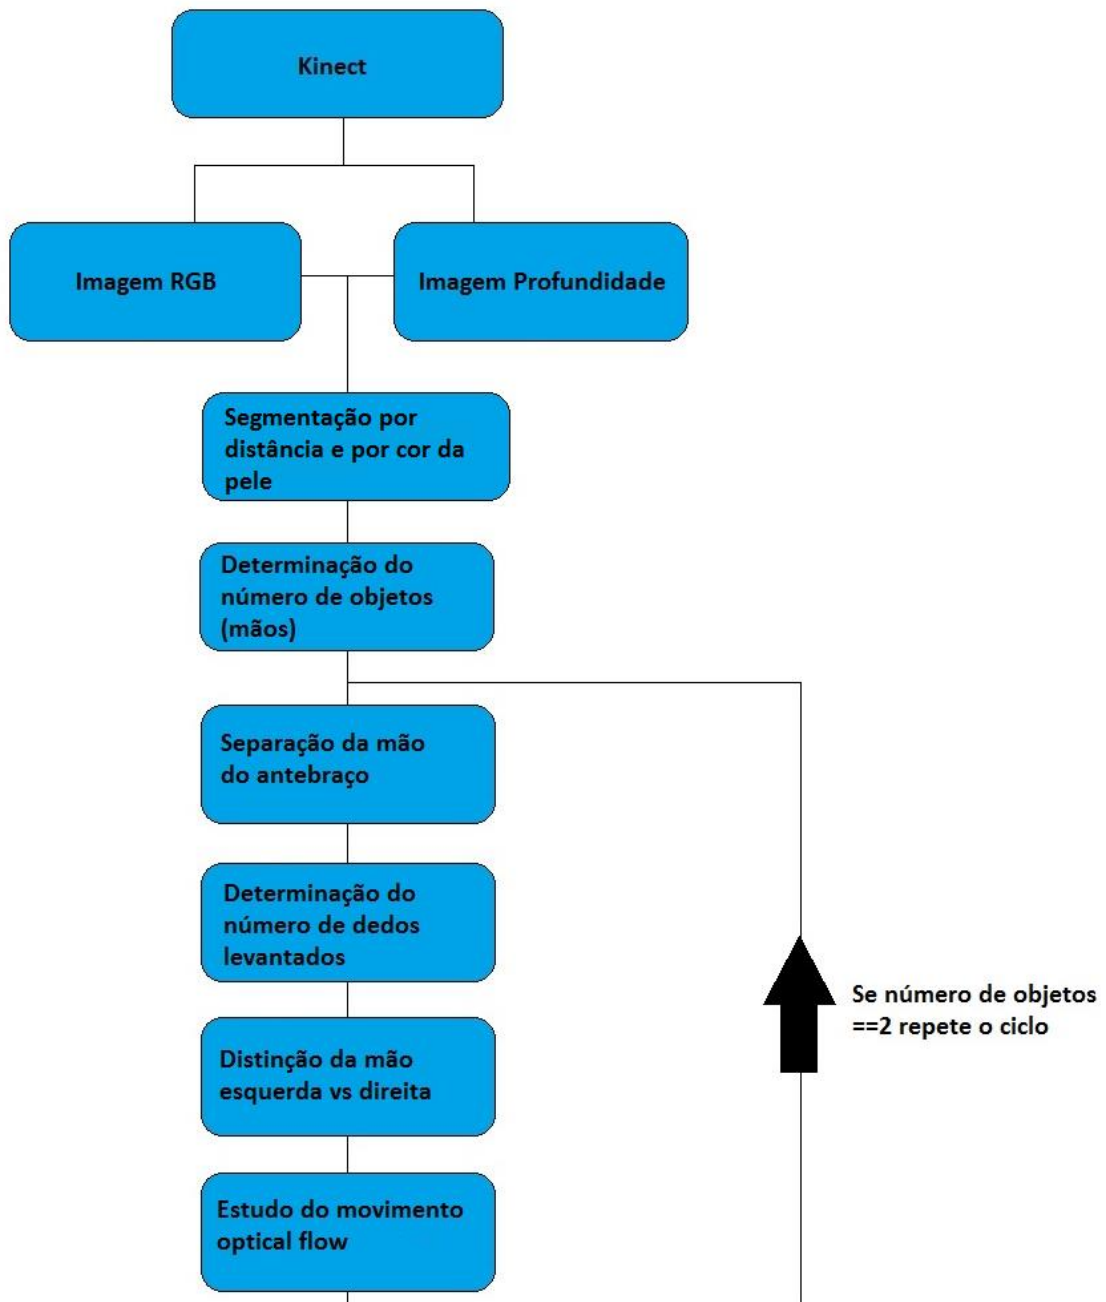 Kinect
Imagem RGB
Imagem Profundidade
Segmentação por
distância e por cor da
pele
Determinação do
número de objetos
(mãos)
Separação da mão
do antebraço
Determinação do
número de dedos
levantados
Se número de objetos
==2 repete o ciclo
Distinção da mão
esquerda vs direita
Estudo do movimento
optical flow